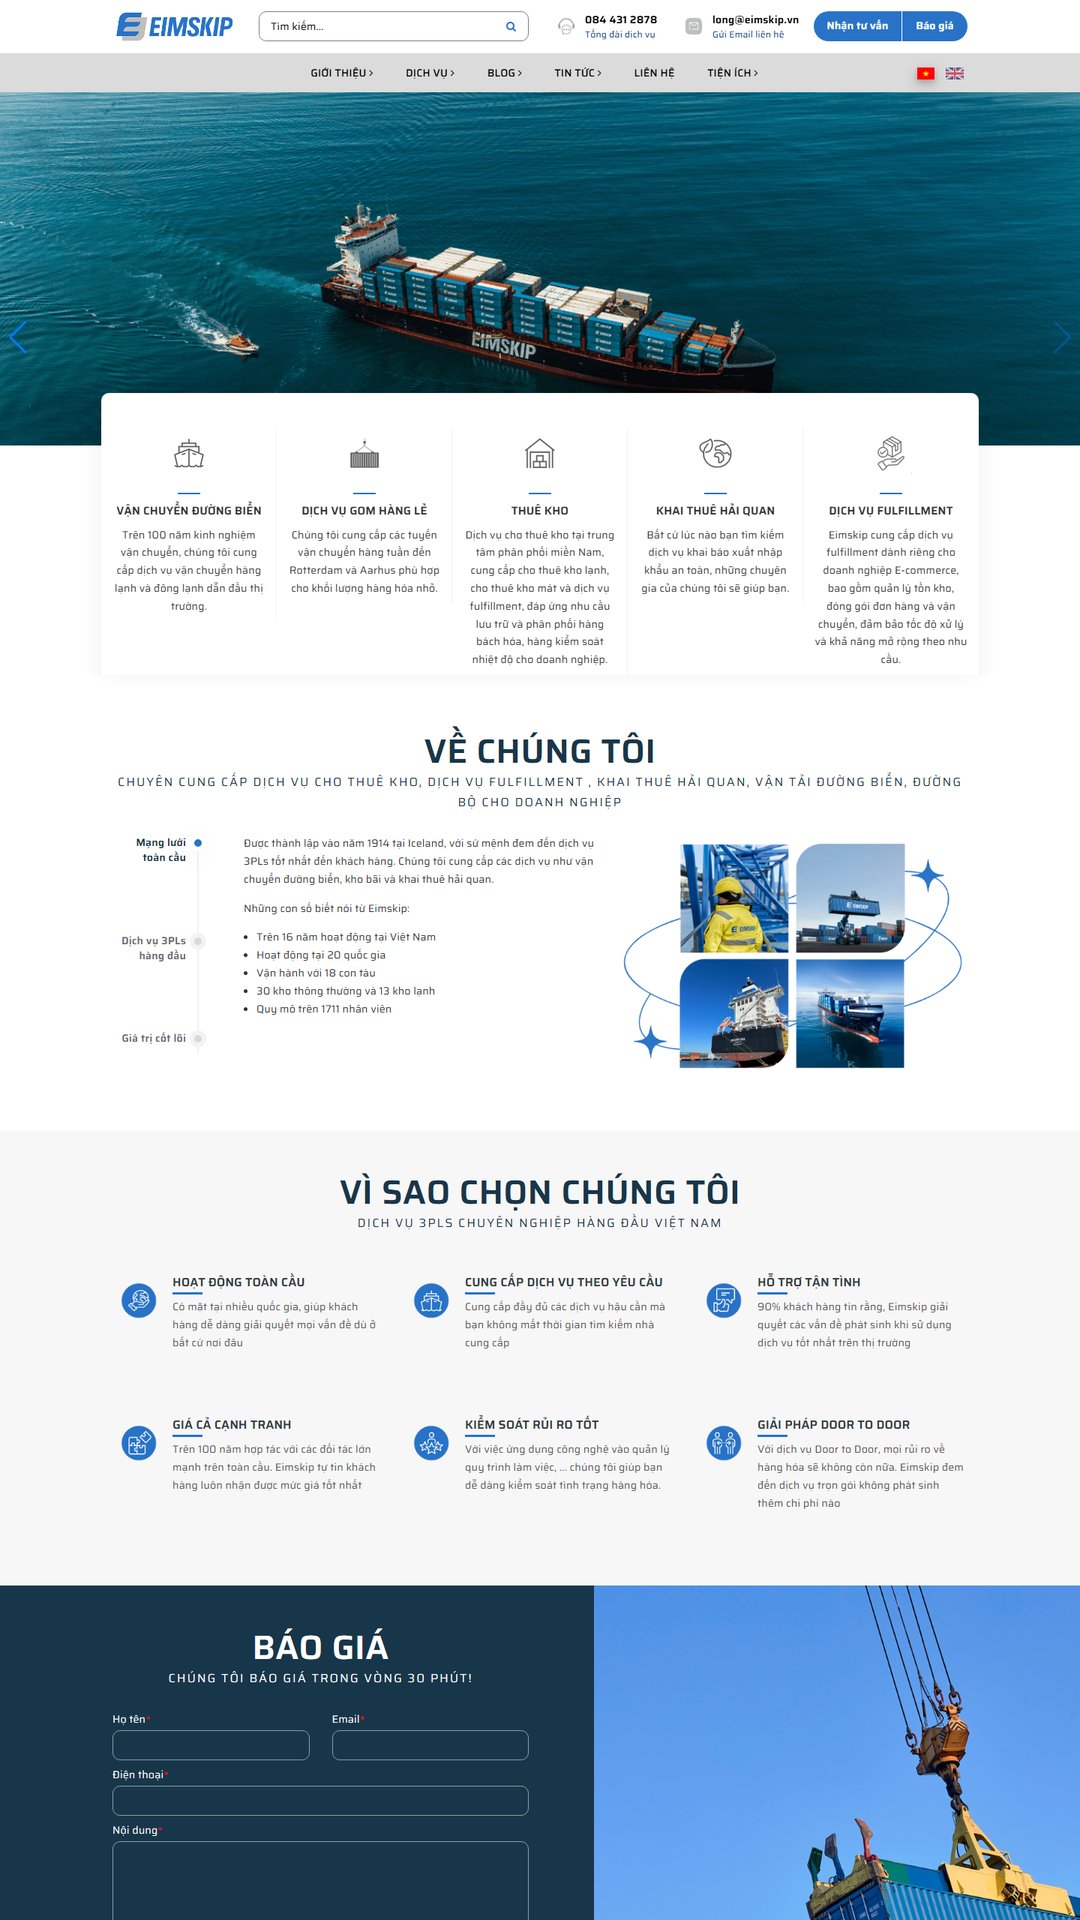 EIMSKIP
Tìm kiếm...
084 431 2878
Tổng đài dịch vụ
long@eimskip.vn
Gửi Email liên hệ
Nhận tư vấn
Báo giá
GIỚI THIỆU
DỊCH VỤ
BLOG
TIN TỨC
LIÊN HỆ
TIỆN ÍCH
EIMSKIP
VẬN CHUYỂN ĐƯỜNG BIỂN
Trên 100 năm kinh nghiệm
vận chuyển, chúng tôi cung
cấp dịch vụ vận chuyển hàng
lạnh và đông lạnh dẫn đầu thị
trường.
DỊCH VỤ GOM HÀNG LẺ
Chúng tôi cung cấp các tuyến
vận chuyển hàng tuần đến
Rotterdam và Aarhus phù hợp
cho khối lượng hàng hóa nhỏ.
THUÊ KHO
Dịch vụ cho thuê kho tại trung
tâm phân phối miền Nam,
cung cấp cho thuê kho lạnh,
cho thuê kho mát và dịch vụ
fulfillment, đáp ứng nhu cầu
lưu trữ và phân phối hàng
bách hóa, hàng kiểm soát
nhiệt độ cho doanh nghiệp.
KHAI THUÊ HẢI QUAN
Bất cứ lúc nào bạn tìm kiếm
dịch vụ khai báo xuất nhập
khẩu an toàn, những chuyên
gia của chúng tôi sẽ giúp bạn.
DỊCH VỤ FULFILLMENT
Eimskip cung cấp dịch vụ
fulfillment dành riêng cho
doanh nghiệp E-commerce,
bao gồm quản lý tồn kho,
đóng gói đơn hàng và vận
chuyển, đảm bảo tốc độ xử lý
và khả năng mở rộng theo nhu
cầu.
VỀ CHÚNG TÔI
CHUYÊN CUNG CẤP DỊCH VỤ CHO THUÊ KHO, DỊCH VỤ FULFILLMENT , KHAI THUÊ HẢI QUAN, VẬN TẢI ĐƯỜNG BIỂN, ĐƯỜNG
BỘ CHO DOANH NGHIỆP
Mạng lưới
toàn cầu
Dịch vụ 3PLs
hàng đầu
Giá trị cốt lõi
Được thành lập vào năm 1914 tại Iceland, với sứ mệnh đem đến dịch vụ
3PLs tốt nhất đến khách hàng. Chúng tôi cung cấp các dịch vụ như vận
chuyển đường biển, kho bãi và khai thuê hải quan.
Những con số biết nói từ Eimskip:
• Trên 16 năm hoạt động tại Việt Nam
• Hoạt động tại 20 quốc gia
• Vận hành với 18 con tàu
• 30 kho thông thường và 13 kho lạnh
• Quy mô trên 1711 nhân viên
VÌ SAO CHỌN CHÚNG TÔI
DỊCH VỤ 3PLS CHUYÊN NGHIỆP HÀNG ĐẦU VIỆT NAM
HOẠT ĐỘNG TOÀN CẦU
Có mặt tại nhiều quốc gia, giúp khách
hàng dễ dàng giải quyết mọi vấn đề dù ở
bất cứ nơi đâu
CUNG CẤP DỊCH VỤ THEO YÊU CẦU
Cung cấp đầy đủ các dịch vụ hậu cần mà
bạn không mất thời gian tìm kiếm nhà
cung cấp
HỖ TRỢ TẬN TÌNH
90% khách hàng tin rằng, Eimskip giải
quyết các vấn đề phát sinh khi sử dụng
dịch vụ tốt nhất trên thị trường
GIÁ CẢ CẠNH TRANH
Trên 100 năm hợp tác với các đối tác lớn
mạnh trên toàn cầu. Eimskip tự tin khách
hàng luôn nhận được mức giá tốt nhất
KIỂM SOÁT RỦI RO TỐT
Với việc ứng dụng công nghệ vào quản lý
quy trình làm việc, ... chúng tôi giúp bạn
dễ dàng kiểm soát tình trạng hàng hóa.
GIẢI PHÁP DOOR TO DOOR
Với dịch vụ Door to Door, mọi rủi ro về
hàng hóa sẽ không còn nữa. Eimskip đem
đến dịch vụ trọn gói không phát sinh
thêm chi phí nào
BÁO GIÁ
CHÚNG TÔI BÁO GIÁ TRONG VÒNG 30 PHÚT!
Họ tên*
Email*
Điện thoại*
Nội dung*